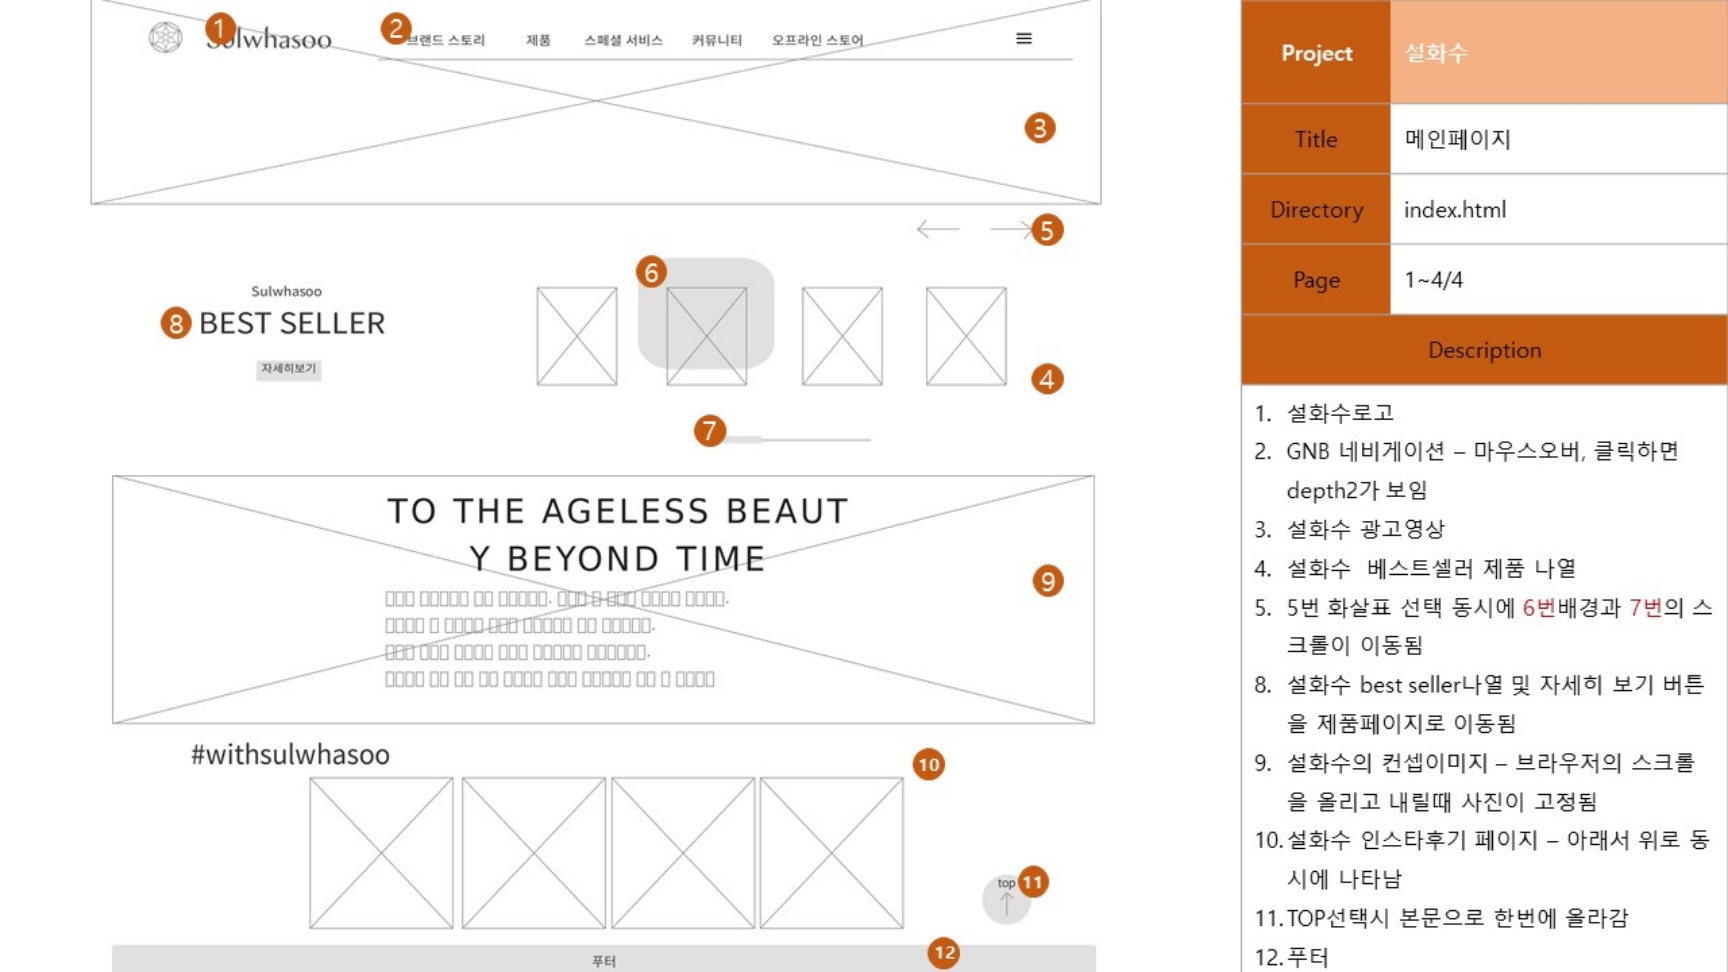 1
Sulwhasoo
2
브랜드 스토리
제품
스페셜 서비스
커뮤니티
오프라인 스토어
3
5
6
Sulwhasoo
8 BEST SELLER
자세히보기
4
7
TO THE AGELESS BEAUT
Y BEYOND TIME
9
#withsulwhasoo
10
top
11
12
푸터
Project 설화수
Title 메인페이지
Directory index.html
Page 1~4/4
Description
1. 설화수로고
2. GNB 네비게이션 – 마우스오버, 클릭하면
depth2가 보임
3. 설화수 광고영상
4. 설화수 베스트셀러 제품 나열
5. 5번 화살표 선택 동시에 6번배경과 7번의 스
크롤이 이동됨
8. 설화수 best seller나열 및 자세히 보기 버튼
을 제품페이지로 이동됨
9. 설화수의 컨셉이미지 – 브라우저의 스크롤
을 올리고 내릴때 사진이 고정됨
10. 설화수 인스타후기 페이지 – 아래서 위로 동
시에 나타남
11. TOP선택시 본문으로 한번에 올라감
12. 푸터